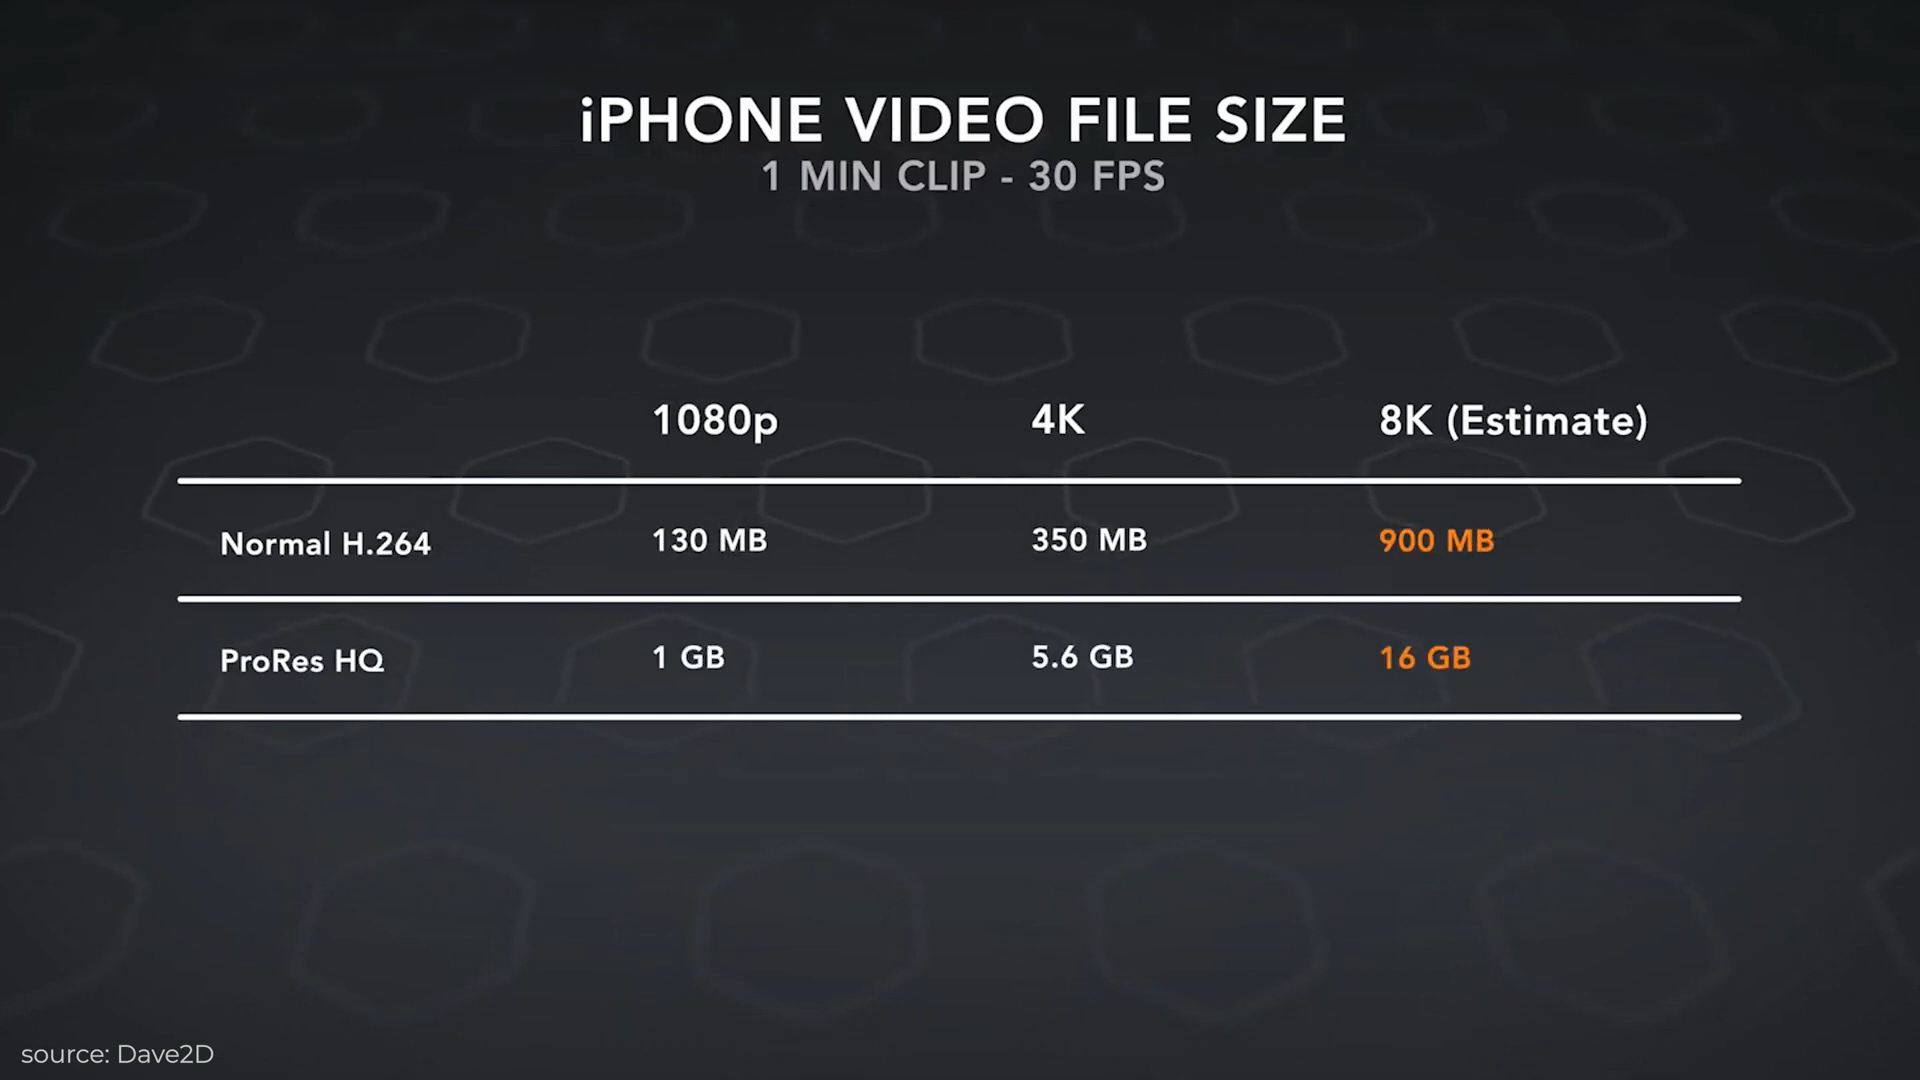 iPHONE VIDEO FILE SIZE
1 MIN CLIP - 30 FPS
1080p 4K 8K (Estimate)
Normal H.264 130 MB 350 MB 900 MB
ProRes HQ 1 GB 5.6 GB 16 GB
source: Dave2D